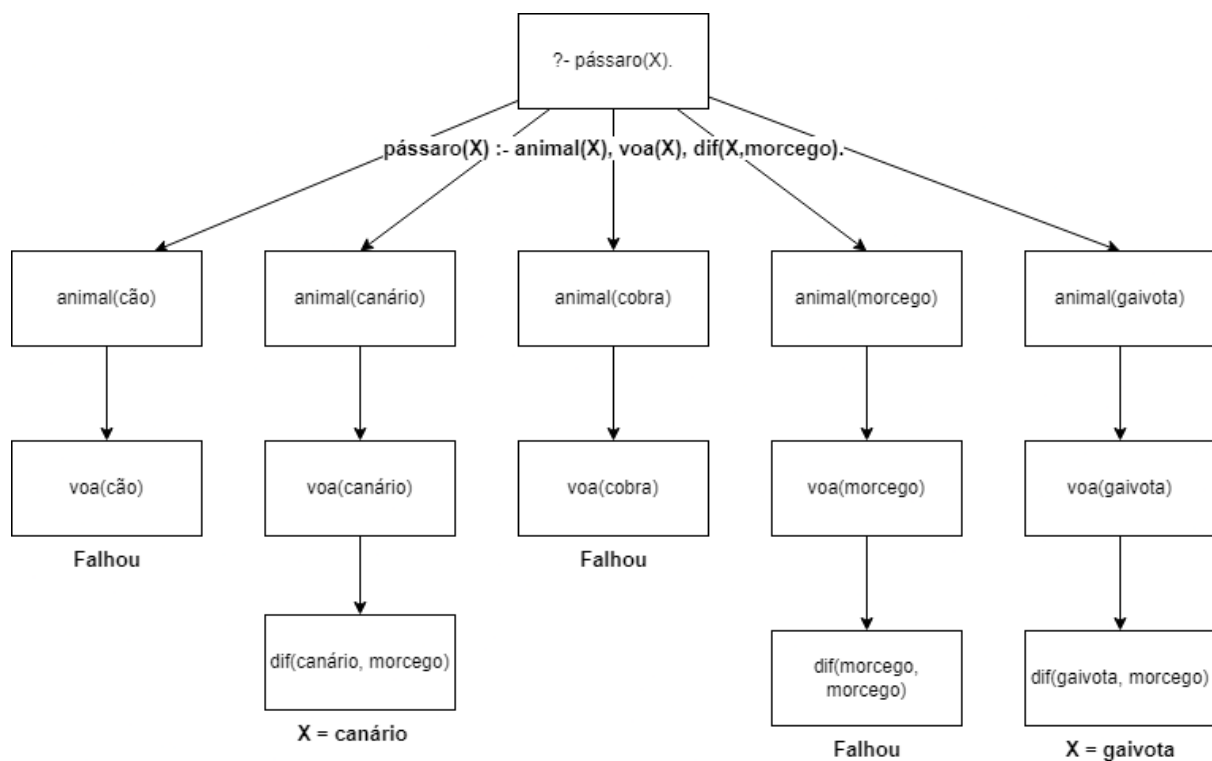 ?- pássaro(X).
pássaro(X) :- animal(X), voa(X), dif(X,morcego).
animal(cão)
animal(canário)
animal(cobra)
animal(morcego)
animal(gaivota)
voa(cão)
voa(canário)
voa(cobra)
voa(morcego)
voa(gaivota)
Falhou
Falhou
dif(canário, morcego)
dif(morcego,
morcego)
dif(gaivota, morcego)
X = canário
Falhou
X = gaivota